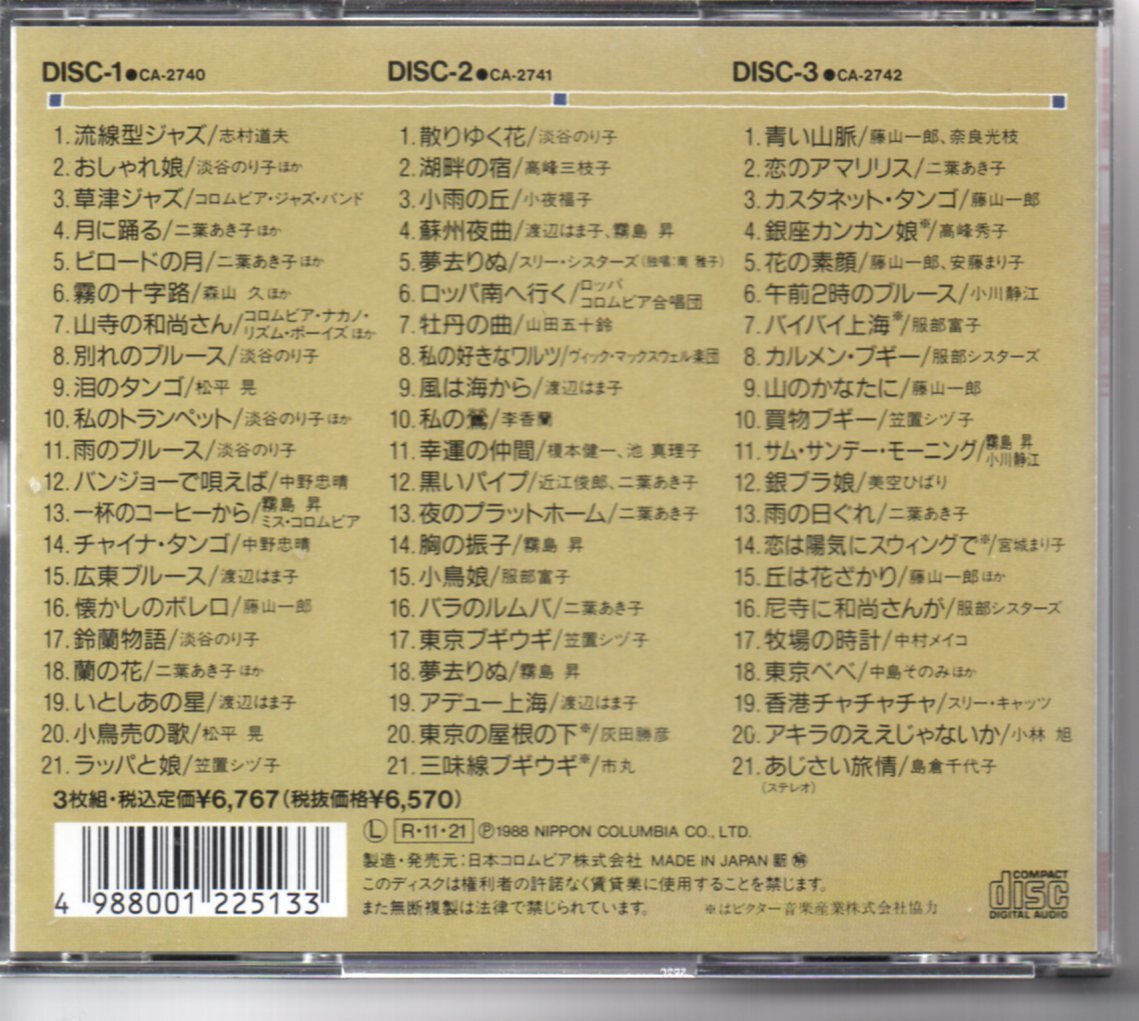 DISC-1●CA-2740
1.流線型ジャズ/志村道夫
2.おしゃれ娘/淡谷のり子ほか
3.草津ジャズ/コロムビア・ジャズ・バンド
4.月に踊る/二葉あき子ほか
5.ビロードの月/二葉あき子ほか
6.霧の十字路/森山 久ほか
7.山寺の和尚さん/コロムビア・ナカノ・
リズム・ボーイズほか
8.別れのブルース/淡谷のり子
9.泪のタンゴ/松平 晃
10.私のトランペット/淡谷のり子ほか
11.雨のブルース/淡谷のり子
12.バンジョーで唄えば/中野忠晴
13.一杯のコーヒーから/霧島 昇
ミス・コロムビア
14.チャイナ・タンゴ/中野忠晴
15.広東ブルース/渡辺はま子
16.懐かしのボレロ/藤山一郎
17.鈴蘭物語/淡谷のり子
18.蘭の花/二葉あき子ほか
19.いとしあの星/渡辺はま子
20.小鳥売の歌/松平 晃
21.ラッパと娘/笠置シヅ子
DISC-2●CA-2741
1.散りゆく花/淡谷のり子
2.湖畔の宿/高峰三枝子
3.小雨の丘/小夜福子
4.蘇州夜曲/渡辺はま子、霧島 昇
5.夢去りぬ/スリー・シスターズ(独唱:南 雅子)
6.ロッパ南へ行く/ロッパ
コロムビア合唱団
7.牡丹の曲/山田五十鈴
8.私の好きなワルツ/ヴィック・マックスウェル楽団
9.風は海から/渡辺はま子
10.私の鶯/李香蘭
11.幸運の仲間/榎本健一、池 真理子
12.黒いパイプ/近江俊郎、二葉あき子
13.夜のプラットホーム/二葉あき子
14.胸の振子/霧島 昇
15.小鳥娘/服部富子
16.バラのルムバ/二葉あき子
17.東京ブギウギ/笠置シヅ子
18.夢去りぬ/霧島 昇
19.アデュー上海/渡辺はま子
20.東京の屋根の下※/灰田勝彦
21.三味線ブギウギ※/市丸
DISC-3●CA-2742
1.青い山脈/藤山一郎、奈良光枝
2.恋のアマリリス/二葉あき子
3.カスタネット・タンゴ/藤山一郎
4.銀座カンカン娘※/高峰秀子
5.花の素顔/藤山一郎、安藤まり子
6.午前2時のブルース/小川静江
7.バイバイ上海※/服部富子
8.カルメン・ブギー/服部シスターズ
9.山のかなたに/藤山一郎
10.買物ブギー/笠置シヅ子
11.サム・サンデー・モーニング/霧島 昇
小川静江
12.銀ブラ娘/美空ひばり
13.雨の日ぐれ/二葉あき子
14.恋は陽気にスウィングで※/宮城まり子
15.丘は花ざかり/藤山一郎ほか
16.尼寺に和尚さんが/服部シスターズ
17.牧場の時計/中村メイコ
18.東京ベベ/中島そのみほか
19.香港チャチャチャ/スリー・キャッツ
20.アキラのええじゃないか/小林 旭
21.あじさい旅情/島倉千代子
(ステレオ)
3枚組・税込定価¥6,767(税抜価格¥6,570)
4 988001 225133
Ⓛ R・11・21 ℗1988 NIPPON COLUMBIA CO., LTD.
製造・発売元:日本コロムビア株式会社 MADE IN JAPAN
このディスクは権利者の許諾なく賃貸業に使用することを禁じます。
また無断複製は法律で禁じられています。 ※はビクター音楽産業株式会社協力
COMPACT
disc
DIGITAL AUDIO